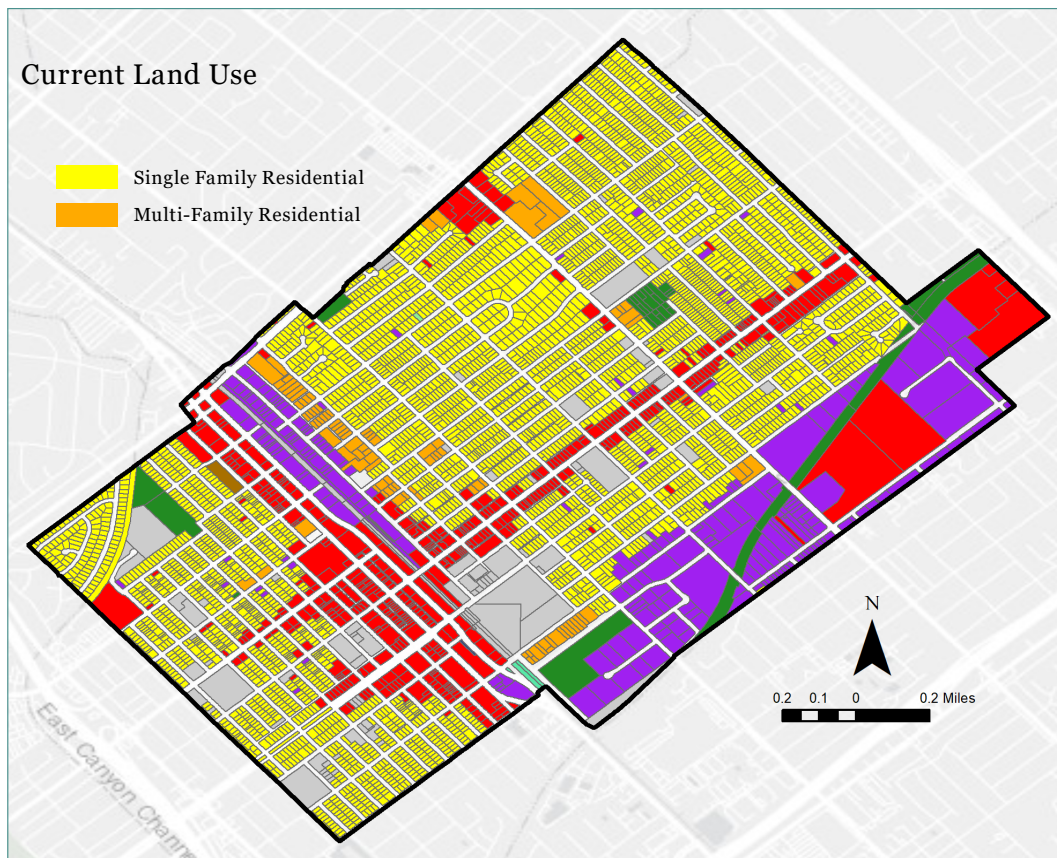 Current Land Use
Single Family Residential
Multi-Family Residential
N
0.2 0.1 0 0.2 Miles
East Canyon Channel